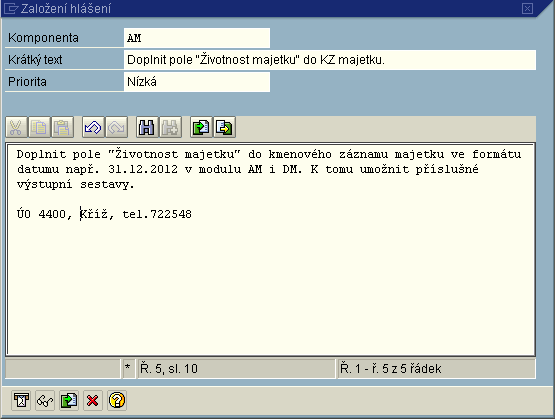 Založení hlášení
Komponenta AM
Krátký text Doplnit pole "Životnost majetku" do KZ majetku.
Priorita Nízká
Doplnit pole "Životnost majetku" do kmenového záznamu majetku ve formátu
datumu např. 31.12.2012 v modulu AM i DM. K tomu umožnit příslušné
výstupní sestavy.
ÚO 4400, Kříž, tel.722548
* Ř. 5, sl. 10 Ř. 1 - ř. 5 z 5 řádek